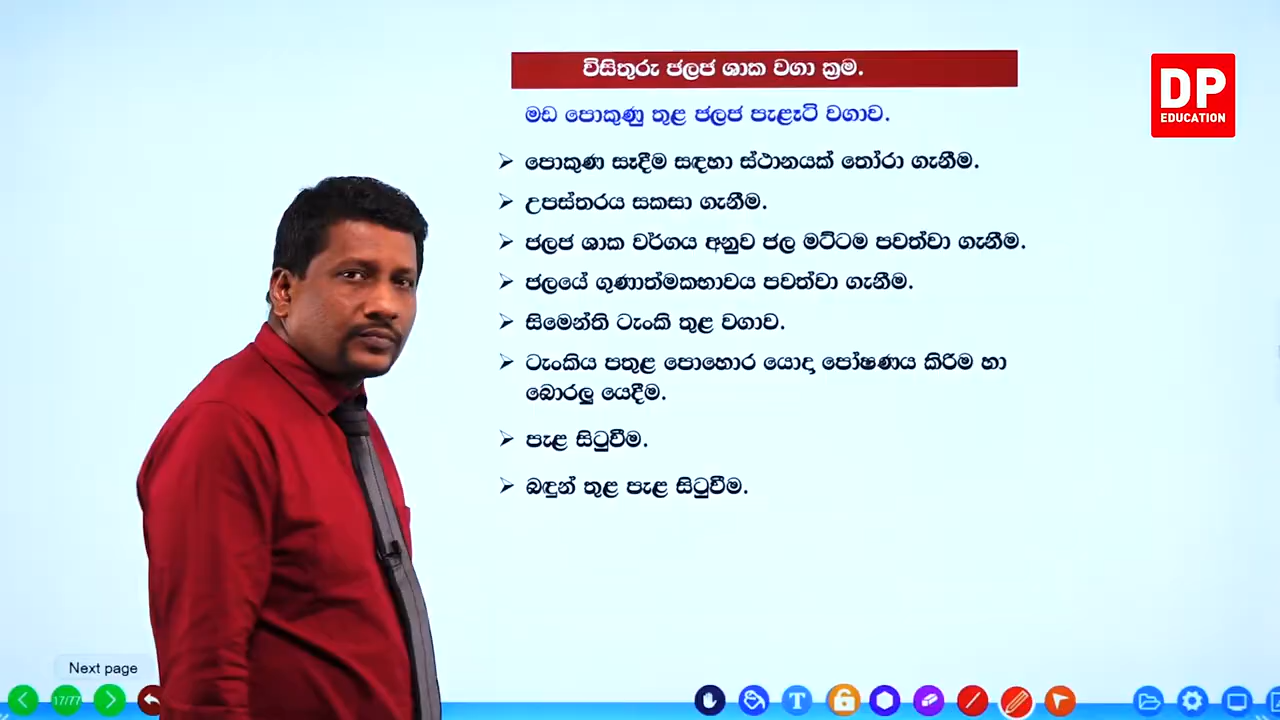 විසිතුරු ජලජ ශාක වගා ක්‍රම.
DP
EDUCATION
මඩ පොකුණු තුළ ජලජ පැළෑටි වගාව.
➢ පොකුණ සෑදීම සඳහා ස්ථානයක් තෝරා ගැනීම.
➢ උපස්තරය සකසා ගැනීම.
➢ ජලජ ශාක වර්ගය අනුව ජල මට්ටම පවත්වා ගැනීම.
➢ ජලයේ ගුණාත්මකභාවය පවත්වා ගැනීම.
➢ සිමෙන්ති ටැංකි තුළ වගාව.
➢ ටැංකිය පතුළ පොහොර යොදා පෝෂණය කිරිම හා
බොරලු යෙදීම.
➢ පැළ සිටුවීම.
➢ බඳුන් තුළ පැළ සිටුවීම.
Next page
17/77
T